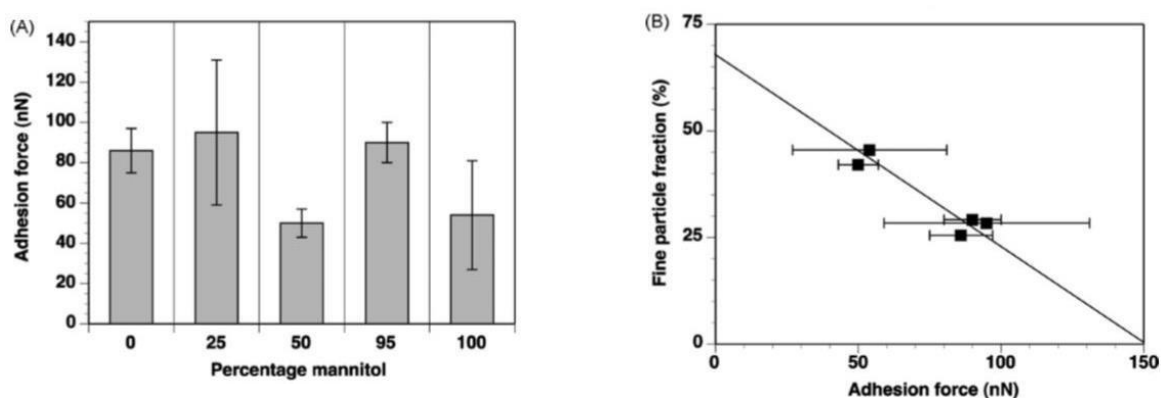 (A)
Adhesion force (nN)
140
120
100
80
60
40
20
0
0 25 50 95 100
Percentage mannitol
(B)
Fine particle fraction (%)
75
50
25
0
0 50 100 150
Adhesion force (nN)